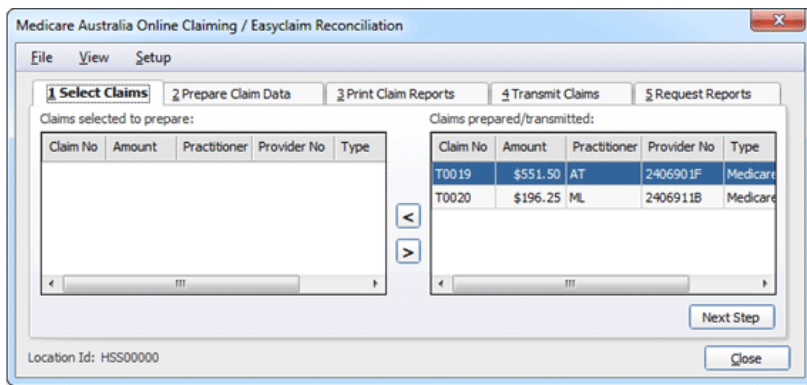 Medicare Australia Online Claiming / Easyclaim Reconciliation
File View Setup
1 Select Claims 2 Prepare Claim Data 3 Print Claim Reports 4 Transmit Claims 5 Request Reports
Claims selected to prepare: Claims prepared/transmitted:
Claim No Amount Practitioner Provider No Type Claim No Amount Practitioner Provider No Type
T0019 $551.50 AT 2406901F Medicare
T0020 $196.25 ML 2406911B Medicare
<
>
Next Step
Location Id: HSS00000 Close